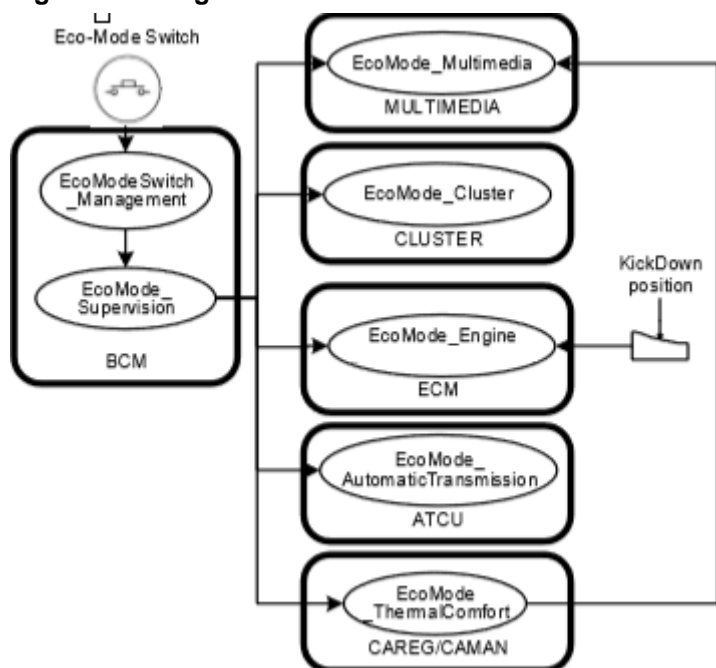 Eco-Mode Switch
EcoModeSwitch
_Management
EcoMode_
Supervision
BCM
EcoMode_Multimedia
MULTIMEDIA
EcoMode_Cluster
CLUSTER
KickDown
position
EcoMode_Engine
ECM
EcoMode_
AutomaticTransmission
ATCU
EcoMode
_ThermalComfort
CAREG/CAMAN